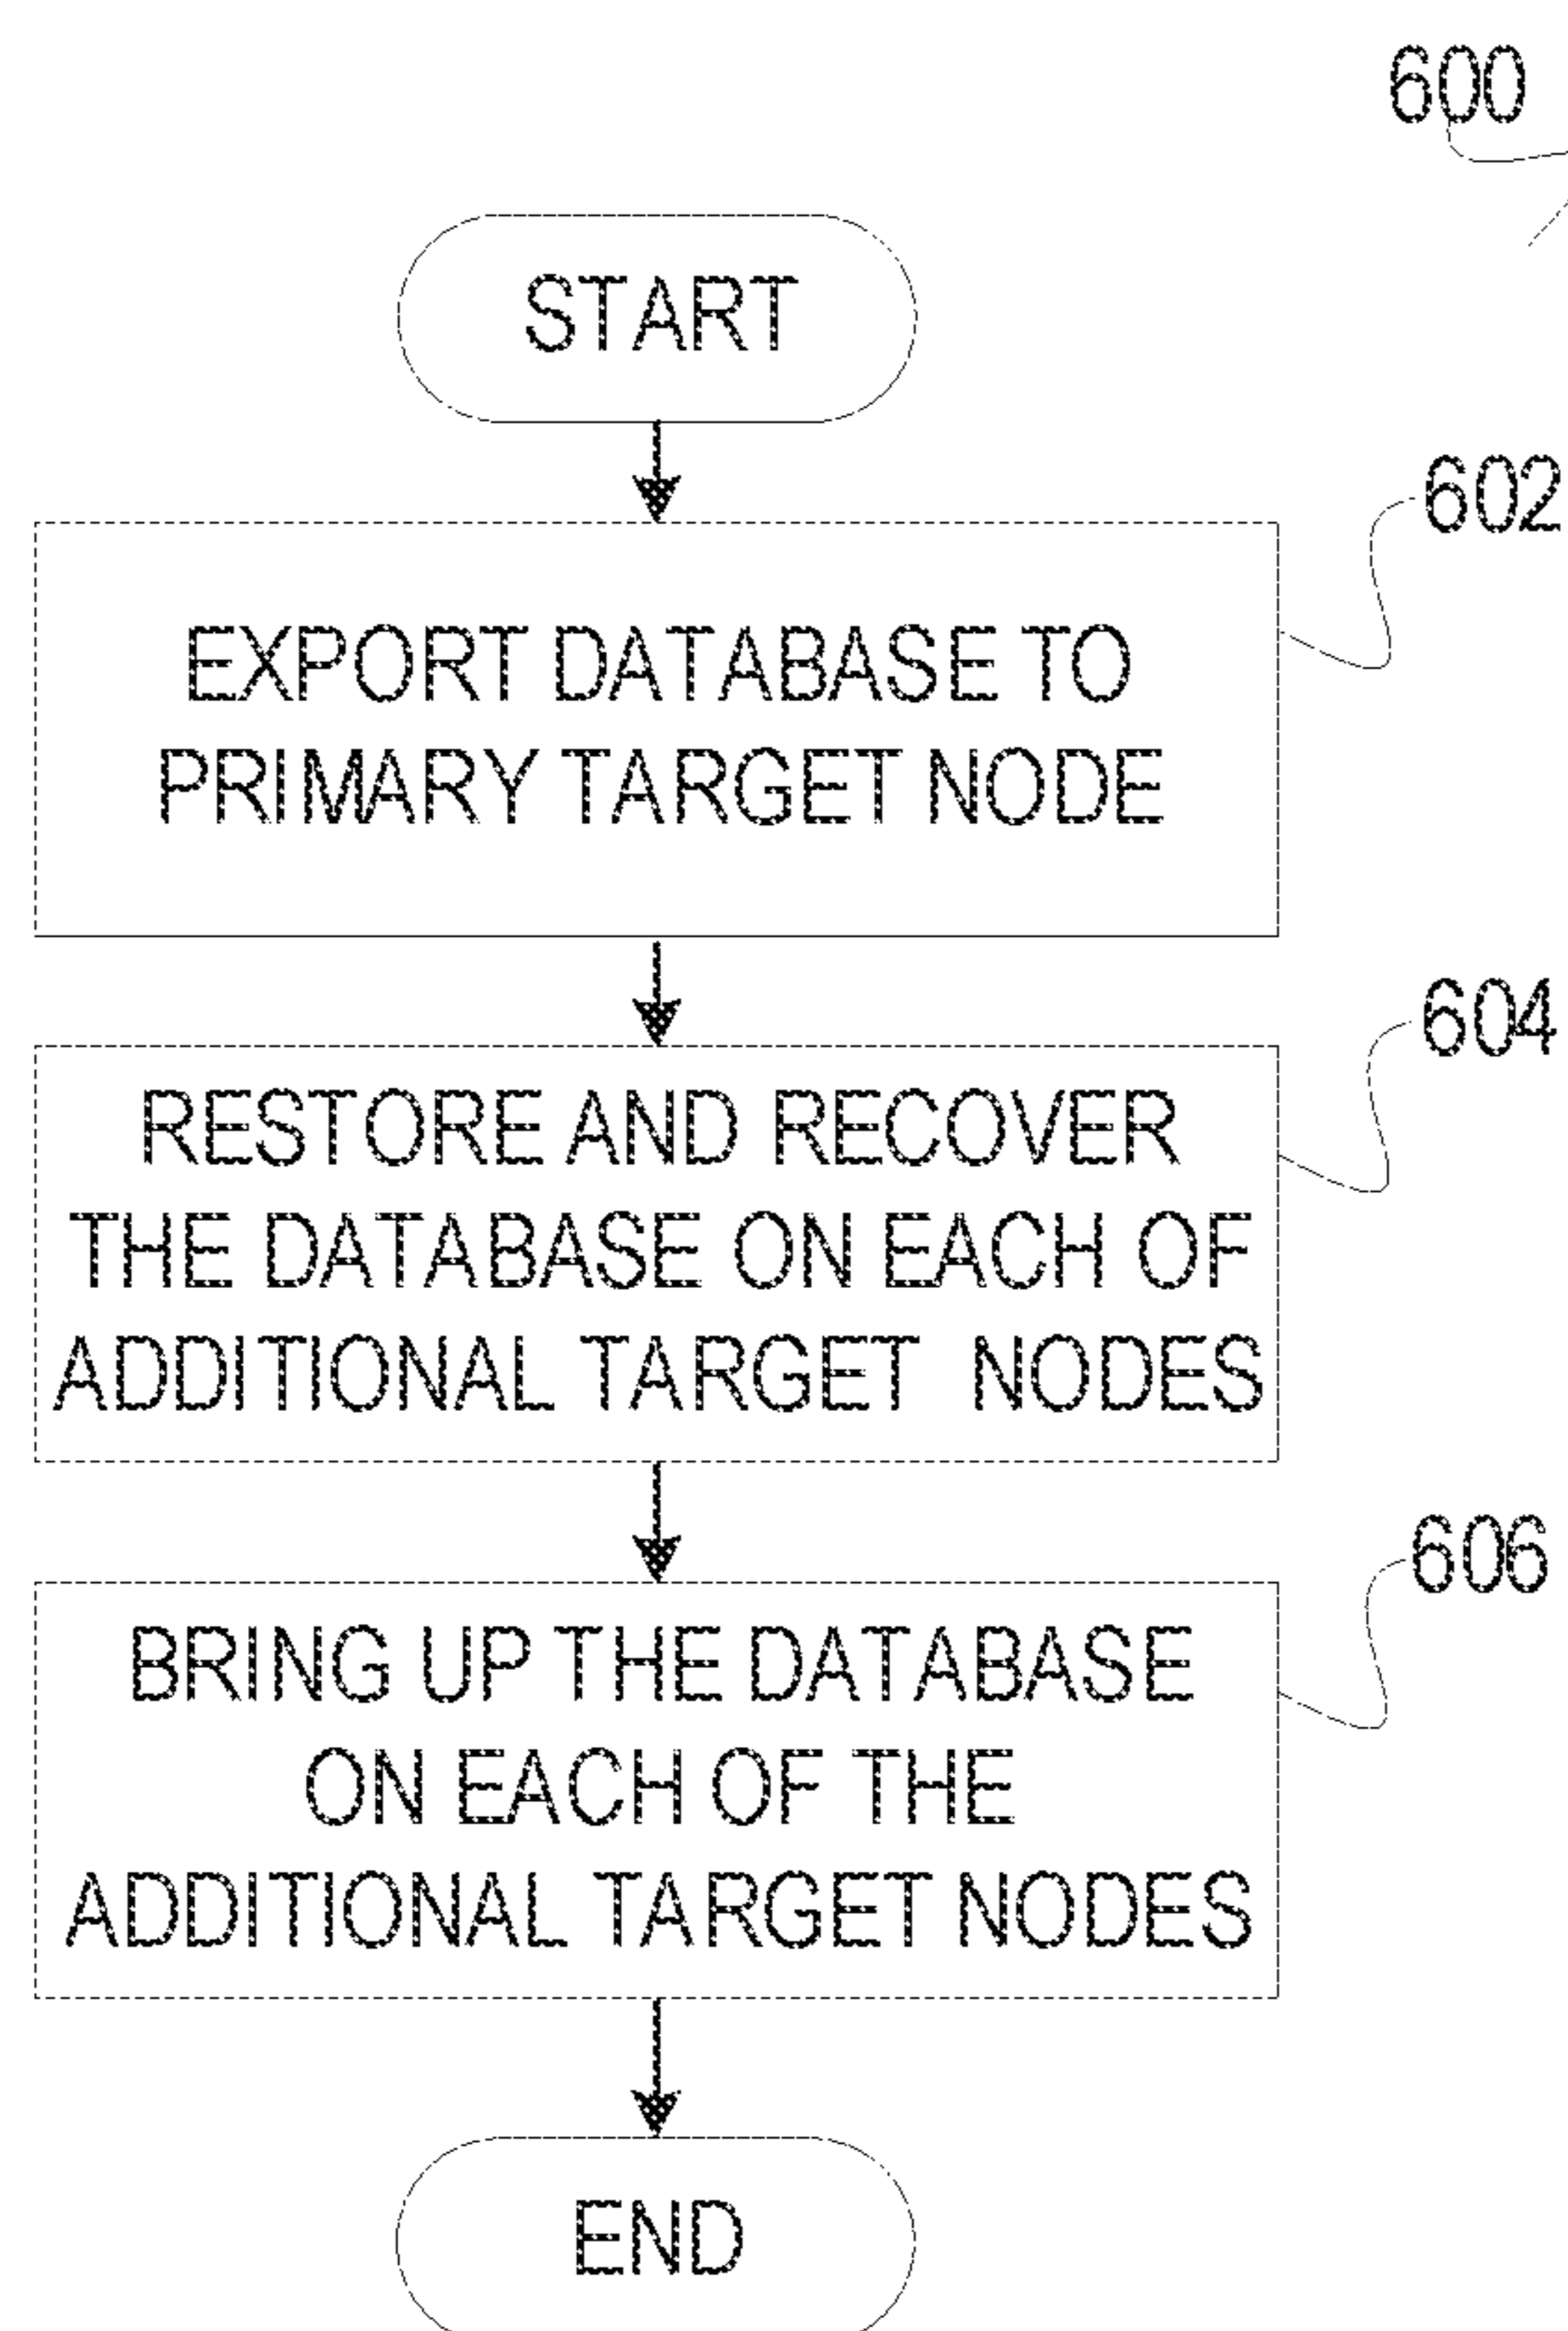 600
START
602
EXPORT DATABASE TO
PRIMARY TARGET NODE
604
RESTORE AND RECOVER
THE DATABASE ON EACH OF
ADDITIONAL TARGET NODES
606
BRING UP THE DATABASE
ON EACH OF THE
ADDITIONAL TARGET NODES
END